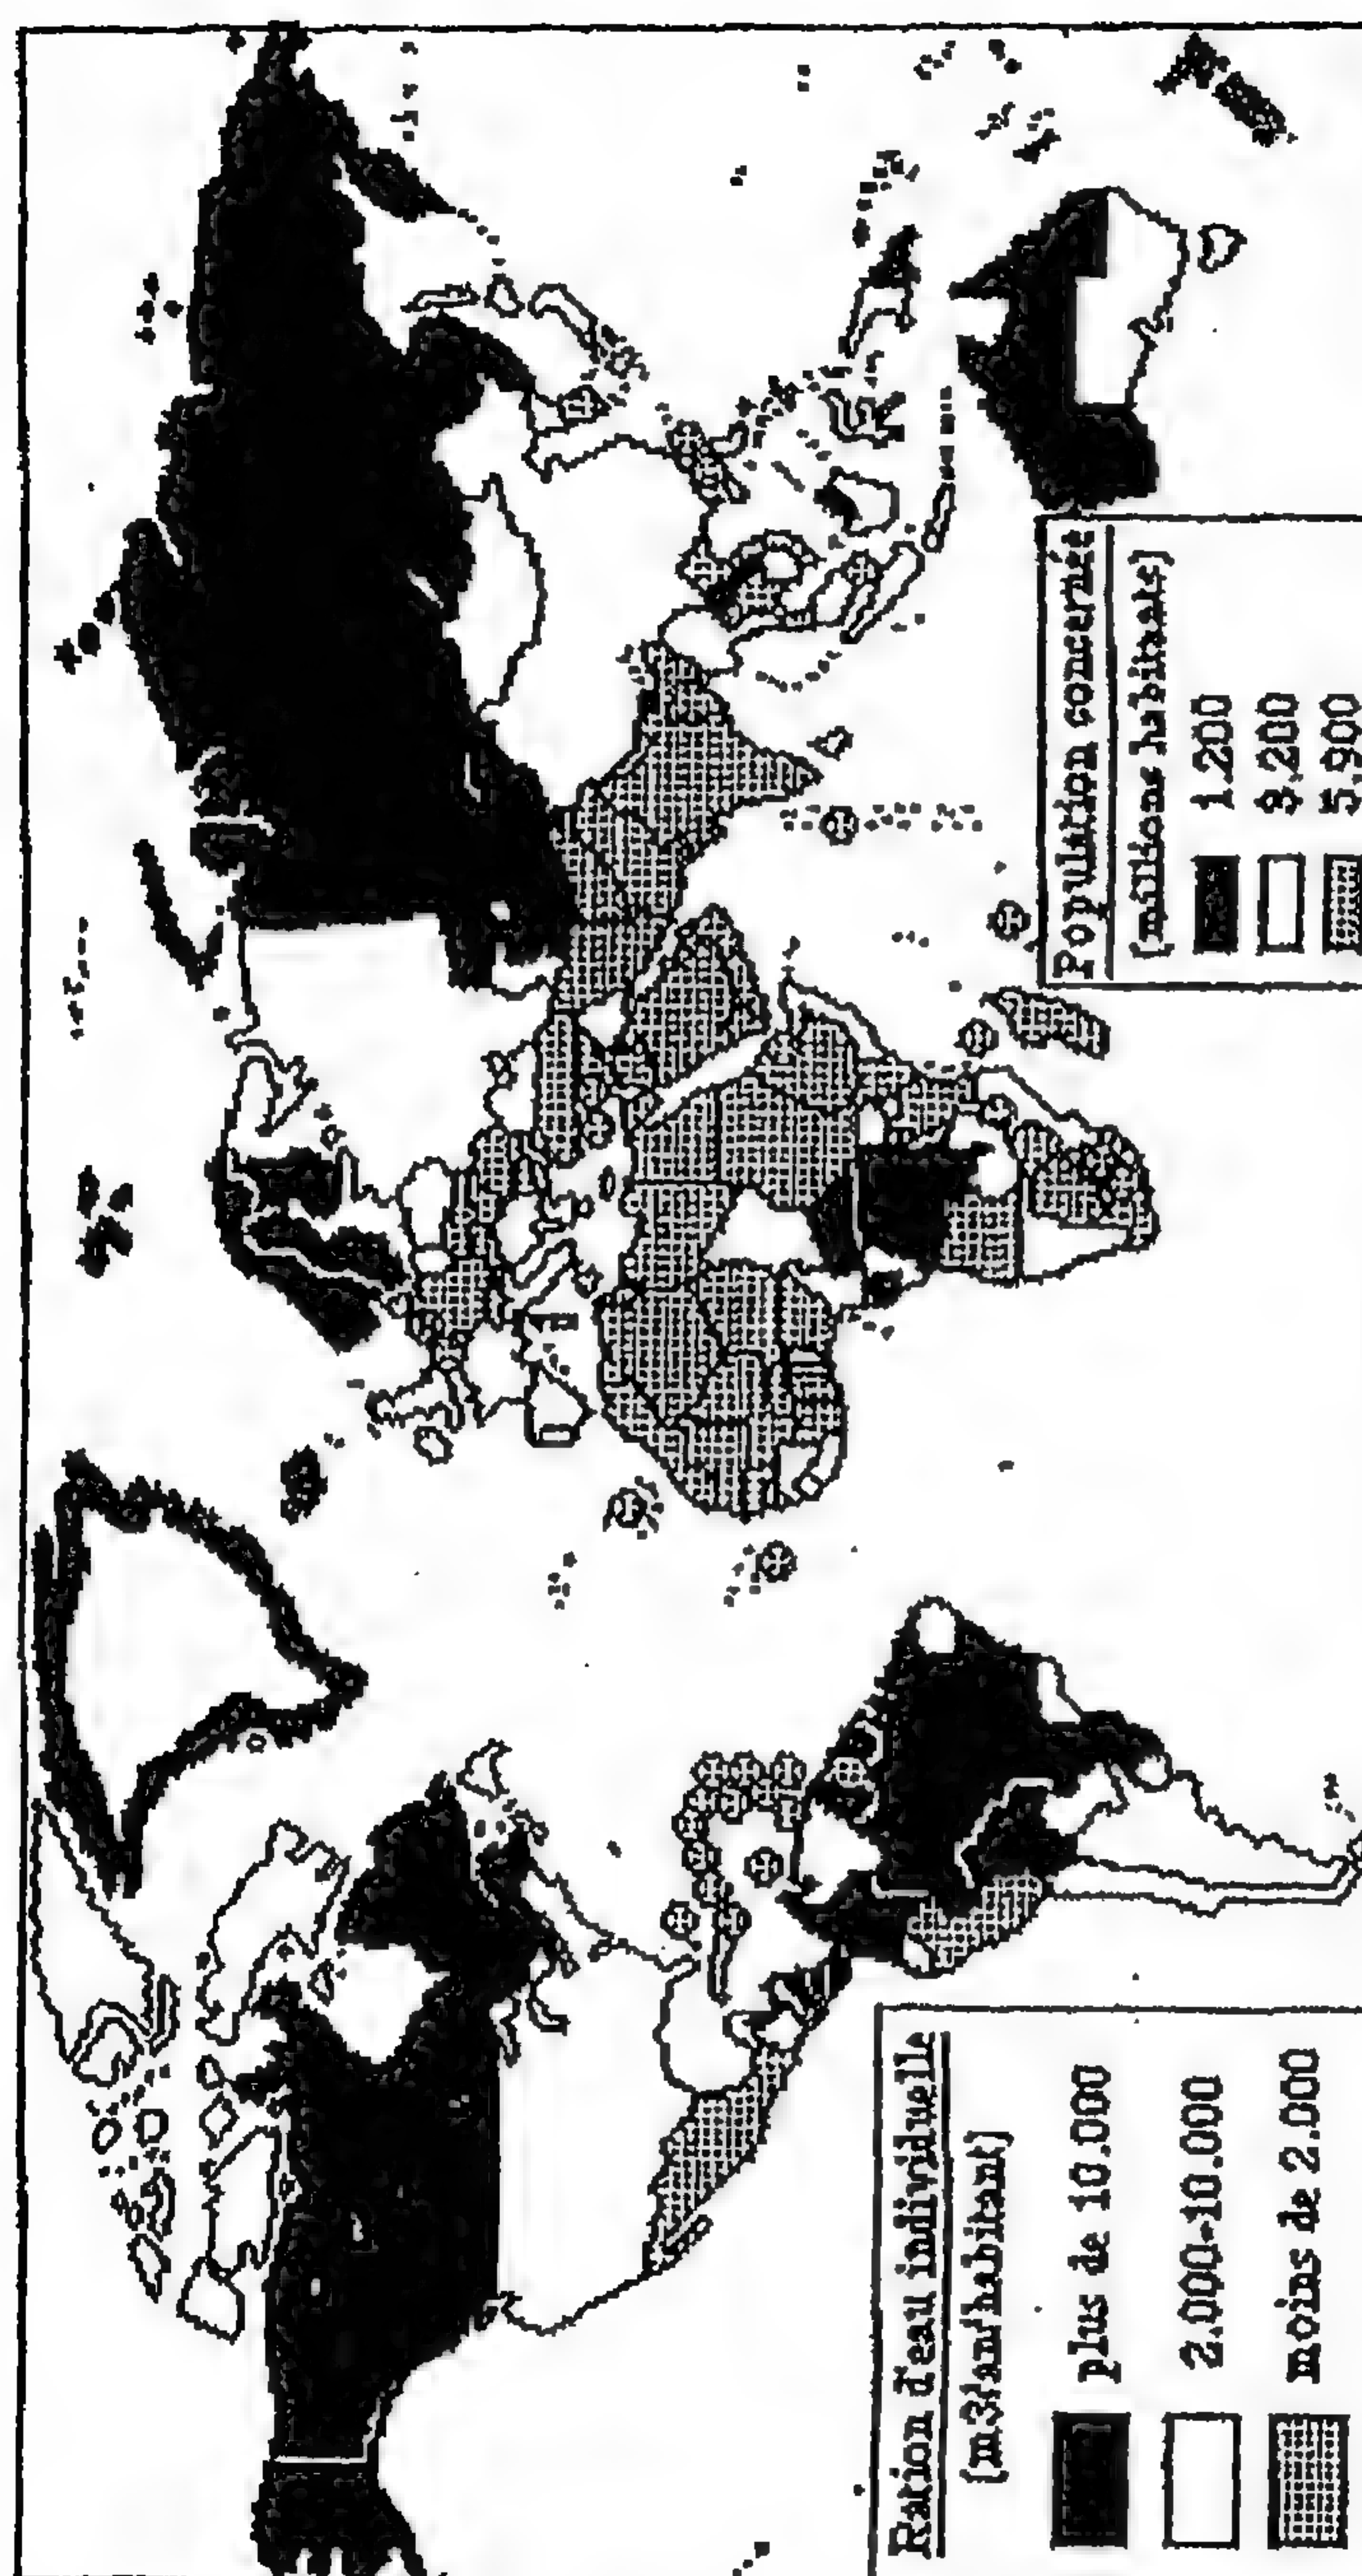 Ration d'eau individuelle
(m3/an/habitant)
plus de 10.000
2.000-10.000
moins de 2.000
Population concernée
(millions habitants)
1.200
3.200
5.900